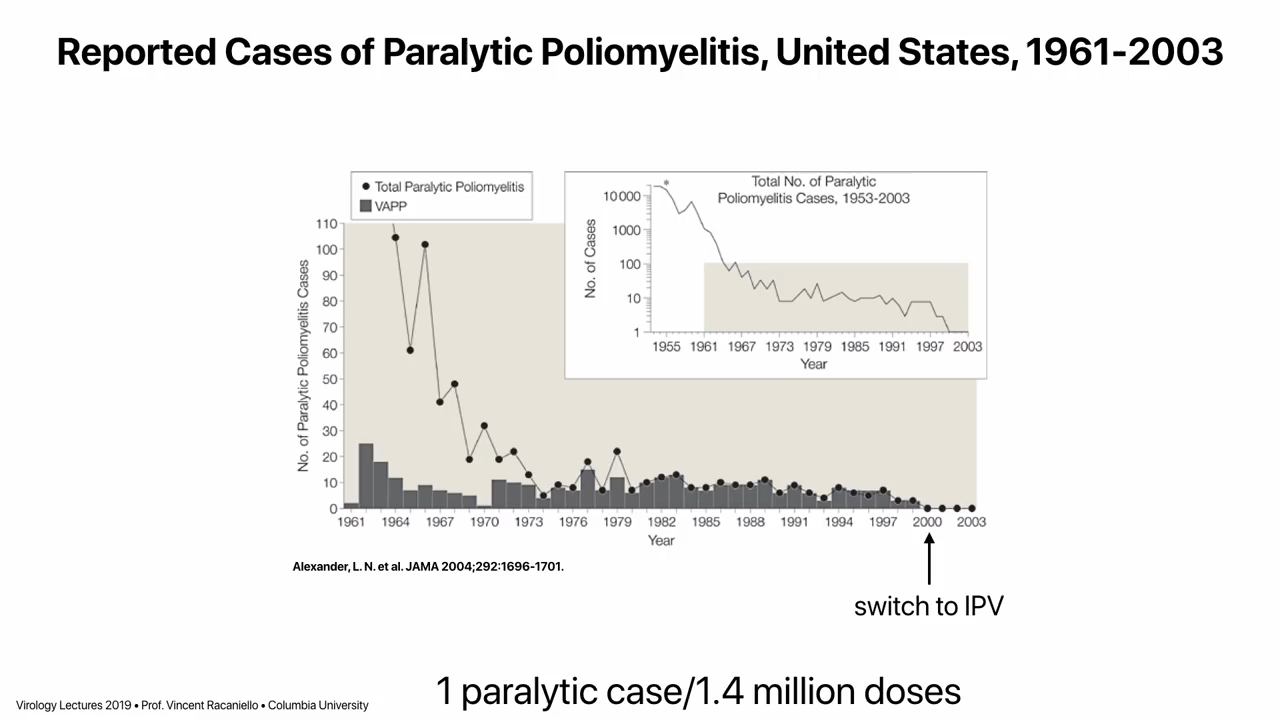 Reported Cases of Paralytic Poliomyelitis, United States, 1961-2003
Total Paralytic Poliomyelitis
VAPP
Total No. of Paralytic
Poliomyelitis Cases, 1953-2003
No. of Cases
*
10 000
1000
100
10
1
1955 1961 1967 1973 1979 1985 1991 1997 2003
Year
No. of Paralytic Poliomyelitis Cases
110
100
90
80
70
60
50
40
30
20
10
0
1961 1964 1967 1970 1973 1976 1979 1982 1985 1988 1991 1994 1997 2000 2003
Year
Alexander, L. N. et al. JAMA 2004;292:1696-1701.
switch to IPV
1 paralytic case/1.4 million doses
Virology Lectures 2019 • Prof. Vincent Racaniello • Columbia University